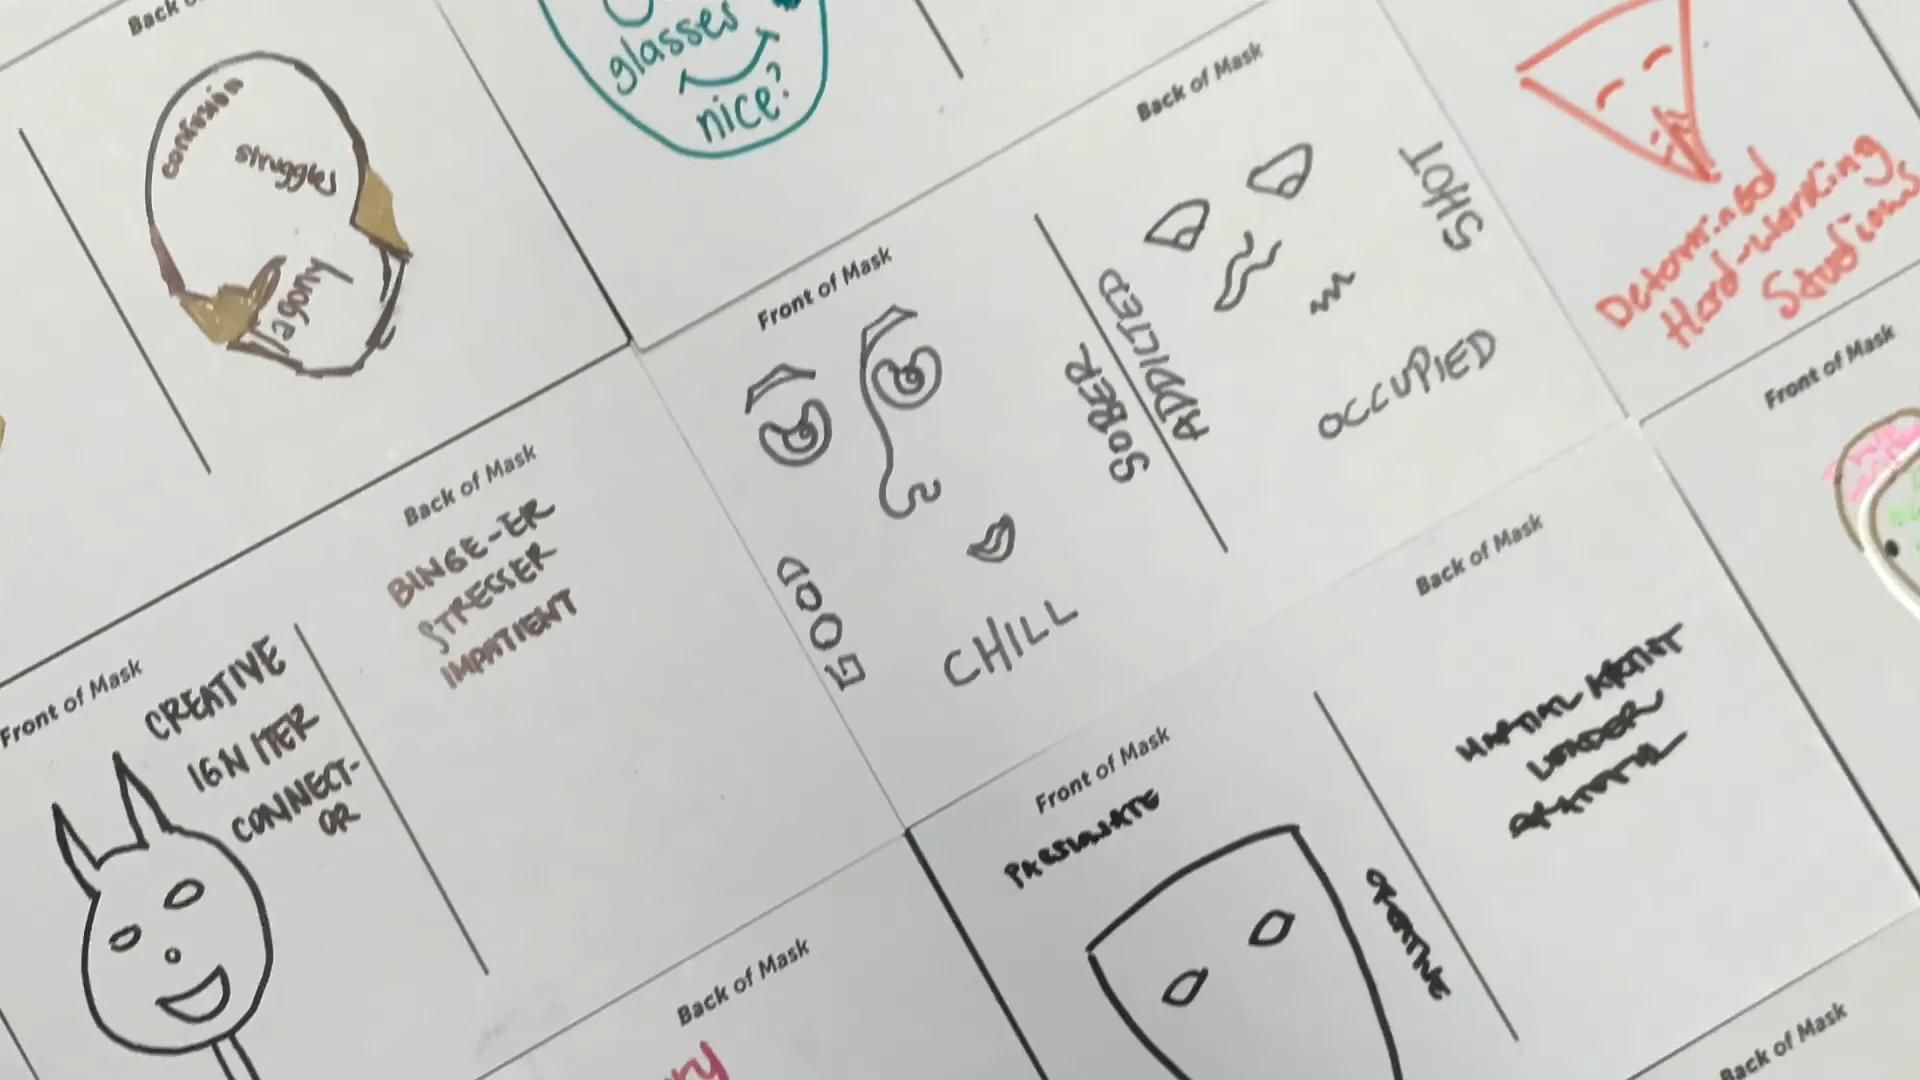 Back of
confusion
struggles
agony
glasses
nice?
Back of Mask
SHOT
ADDICTED
OCCUPIED
Front of Mask
SOBER
GOOD
CHILL
Determined
Hard-working
Studious
Front of Mask
Back of Mask
BINGE-ER
STRESSER
IMPATIENT
Front of Mask
CREATIVE
IGNITER
CONNECT-
OR
Back of Mask
Front of Mask
PASSIONATE
CREATIVE
Back of Mask
Back of Mask